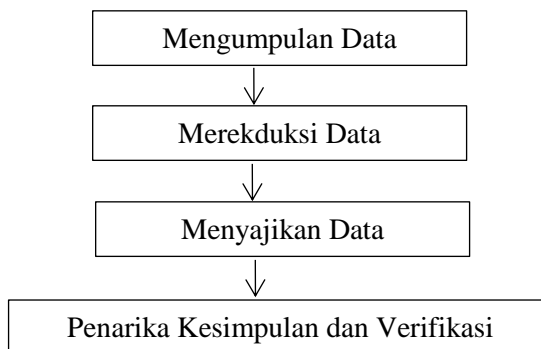 Mengumpulan Data
Merekduksi Data
Menyajikan Data
Penarika Kesimpulan dan Verifikasi